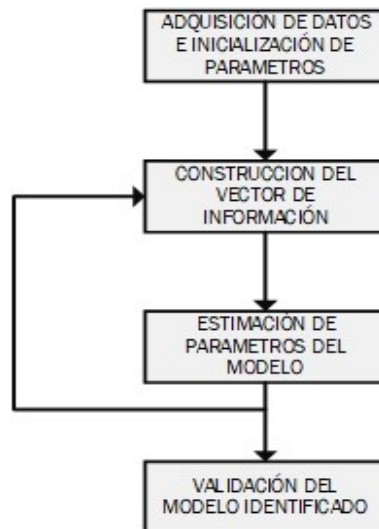 ADQUISICIÓN DE DATOS
E INICIALIZACIÓN DE
PARAMETROS
CONSTRUCCION DEL
VECTOR DE
INFORMACIÓN
ESTIMACIÓN DE
PARAMETROS DEL
MODELO
VALIDACIÓN DEL
MODELO IDENTIFICADO